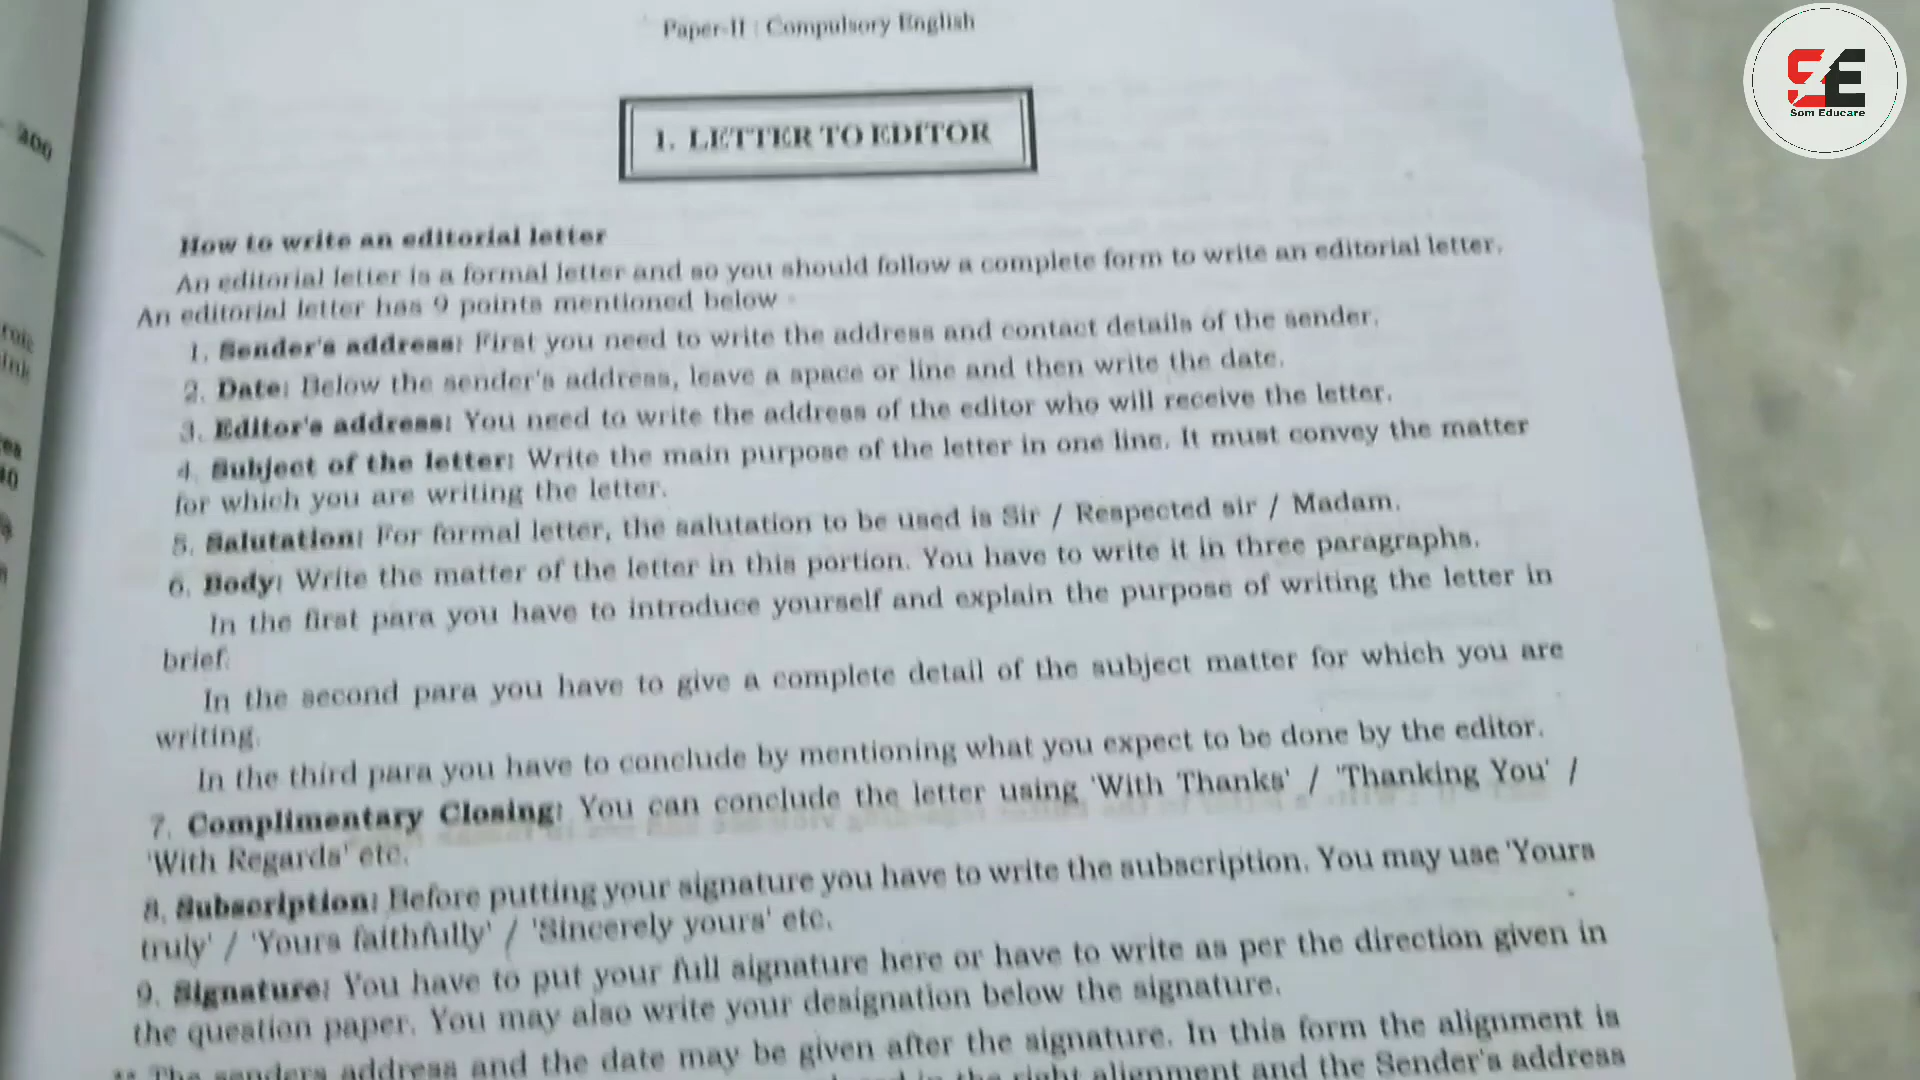 Paper-II : Compulsory English
1. LETTER TO EDITOR
How to write an editorial letter
An editorial letter is a formal letter and so you should follow a complete form to write an editorial letter.
An editorial letter has 9 points mentioned below -
1. Sender's address: First you need to write the address and contact details of the sender.
2. Date: Below the sender's address, leave a space or line and then write the date.
3. Editor's address: You need to write the address of the editor who will receive the letter.
4. Subject of the letter: Write the main purpose of the letter in one line. It must convey the matter
for which you are writing the letter.
5. Salutation: For formal letter, the salutation to be used is Sir / Respected sir / Madam.
6. Body: Write the matter of the letter in this portion. You have to write it in three paragraphs.
In the first para you have to introduce yourself and explain the purpose of writing the letter in
brief.
In the second para you have to give a complete detail of the subject matter for which you are
writing.
In the third para you have to conclude by mentioning what you expect to be done by the editor.
7. Complimentary Closing: You can conclude the letter using 'With Thanks' / 'Thanking You' /
'With Regards' etc.
8. Subscription: Before putting your signature you have to write the subscription. You may use 'Yours
truly' / 'Yours faithfully' / 'Sincerely yours' etc.
9. Signature: You have to put your full signature here or have to write as per the direction given in
the question paper. You may also write your designation below the signature.
** The senders address and the date may be given after the signature. In this form the alignment is
in the right alignment and the Sender's address
300
SE
Som Educare